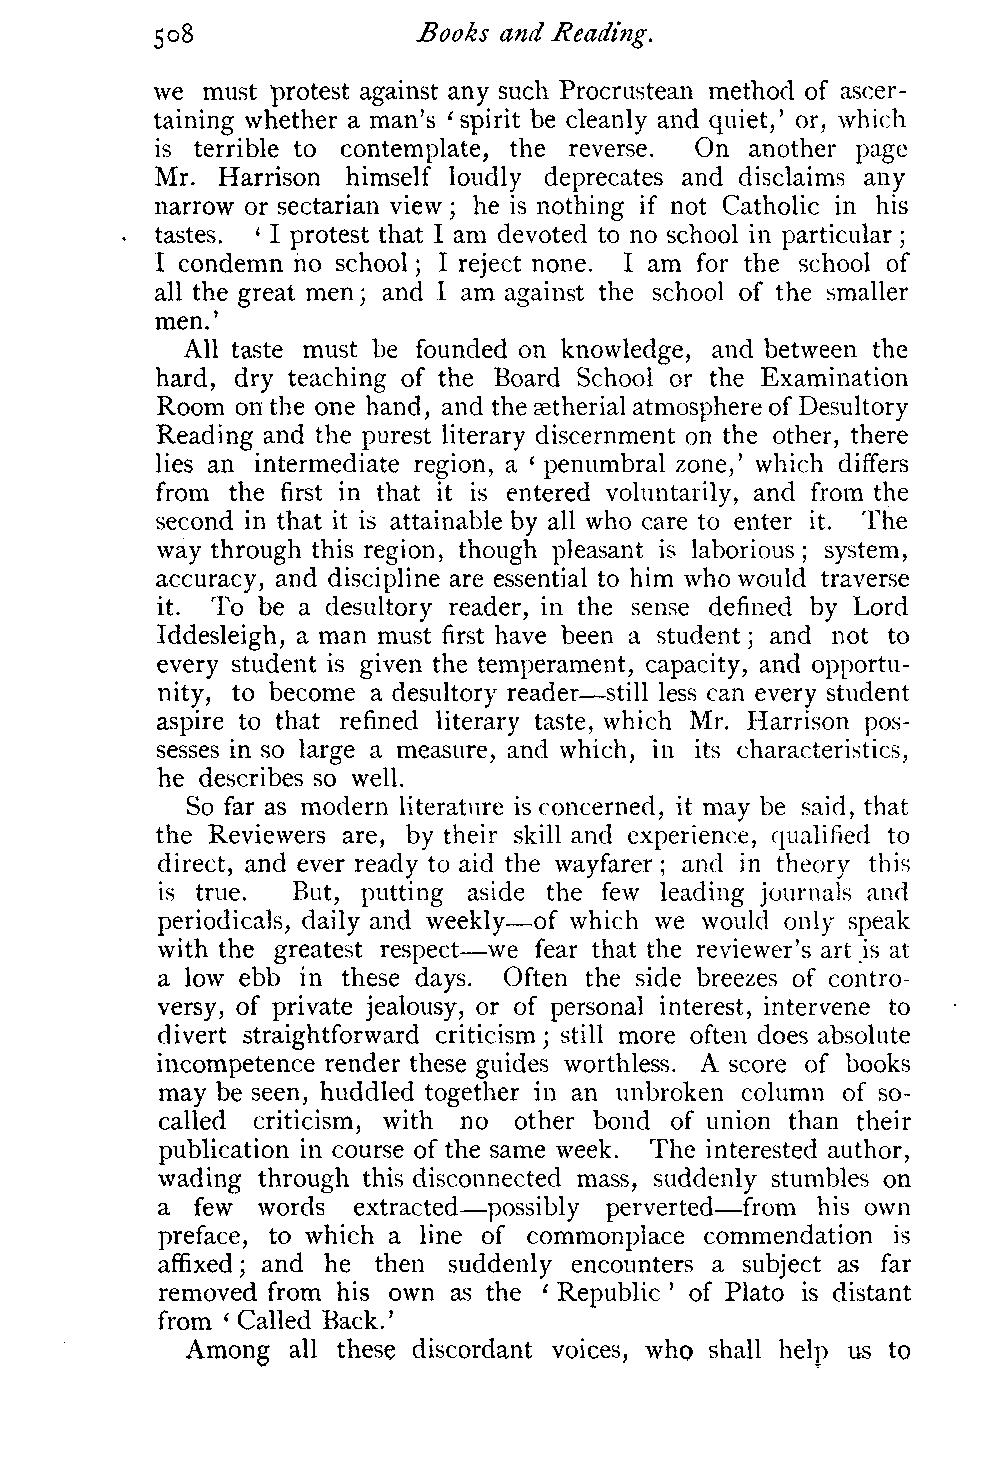 508 Books and Reading.
we must protest against any such Procrustean method of ascer-
taining whether a man's ‘ spirit be cleanly and quiet,’ or, which
is terrible to contemplate, the reverse. On another page
Mr. Harrison himself loudly deprecates and disclaims any
narrow or sectarian view ; he is nothing if not Catholic in his
tastes. ‘ I protest that I am devoted to no school in particular ;
I condemn no school ; I reject none. I am for the school of
all the great men ; and I am against the school of the smaller
men.’
All taste must be founded on knowledge, and between the
hard, dry teaching of the Board School or the Examination
Room on the one hand, and the ætherial atmosphere of Desultory
Reading and the purest literary discernment on the other, there
lies an intermediate region, a ‘ penumbral zone,’ which differs
from the first in that it is entered voluntarily, and from the
second in that it is attainable by all who care to enter it. The
way through this region, though pleasant is laborious ; system,
accuracy, and discipline are essential to him who would traverse
it. To be a desultory reader, in the sense defined by Lord
Iddesleigh, a man must first have been a student ; and not to
every student is given the temperament, capacity, and opportu-
nity, to become a desultory reader—still less can every student
aspire to that refined literary taste, which Mr. Harrison pos-
sesses in so large a measure, and which, in its characteristics,
he describes so well.
So far as modern literature is concerned, it may be said, that
the Reviewers are, by their skill and experience, qualified to
direct, and ever ready to aid the wayfarer ; and in theory this
is true. But, putting aside the few leading journals and
periodicals, daily and weekly—of which we would only speak
with the greatest respect—we fear that the reviewer's art is at
a low ebb in these days. Often the side breezes of contro-
versy, of private jealousy, or of personal interest, intervene to
divert straightforward criticism ; still more often does absolute
incompetence render these guides worthless. A score of books
may be seen, huddled together in an unbroken column of so-
called criticism, with no other bond of union than their
publication in course of the same week. The interested author,
wading through this disconnected mass, suddenly stumbles on
a few words extracted—possibly perverted—from his own
preface, to which a line of commonplace commendation is
affixed ; and he then suddenly encounters a subject as far
removed from his own as the ‘ Republic ’ of Plato is distant
from ‘ Called Back.’
Among all these discordant voices, who shall help us to